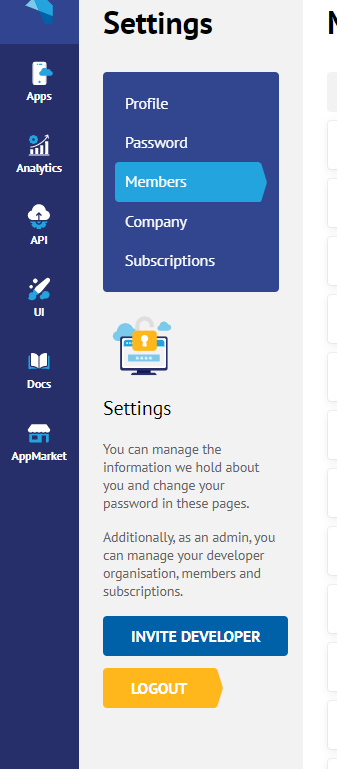 Settings
Apps
Analytics
API
UI
Docs
AppMarket
Profile
Password
Members
Company
Subscriptions
Settings
You can manage the
information we hold about
you and change your
password in these pages.
Additionally, as an admin, you
can manage your developer
organisation, members and
subscriptions.
INVITE DEVELOPER
LOGOUT